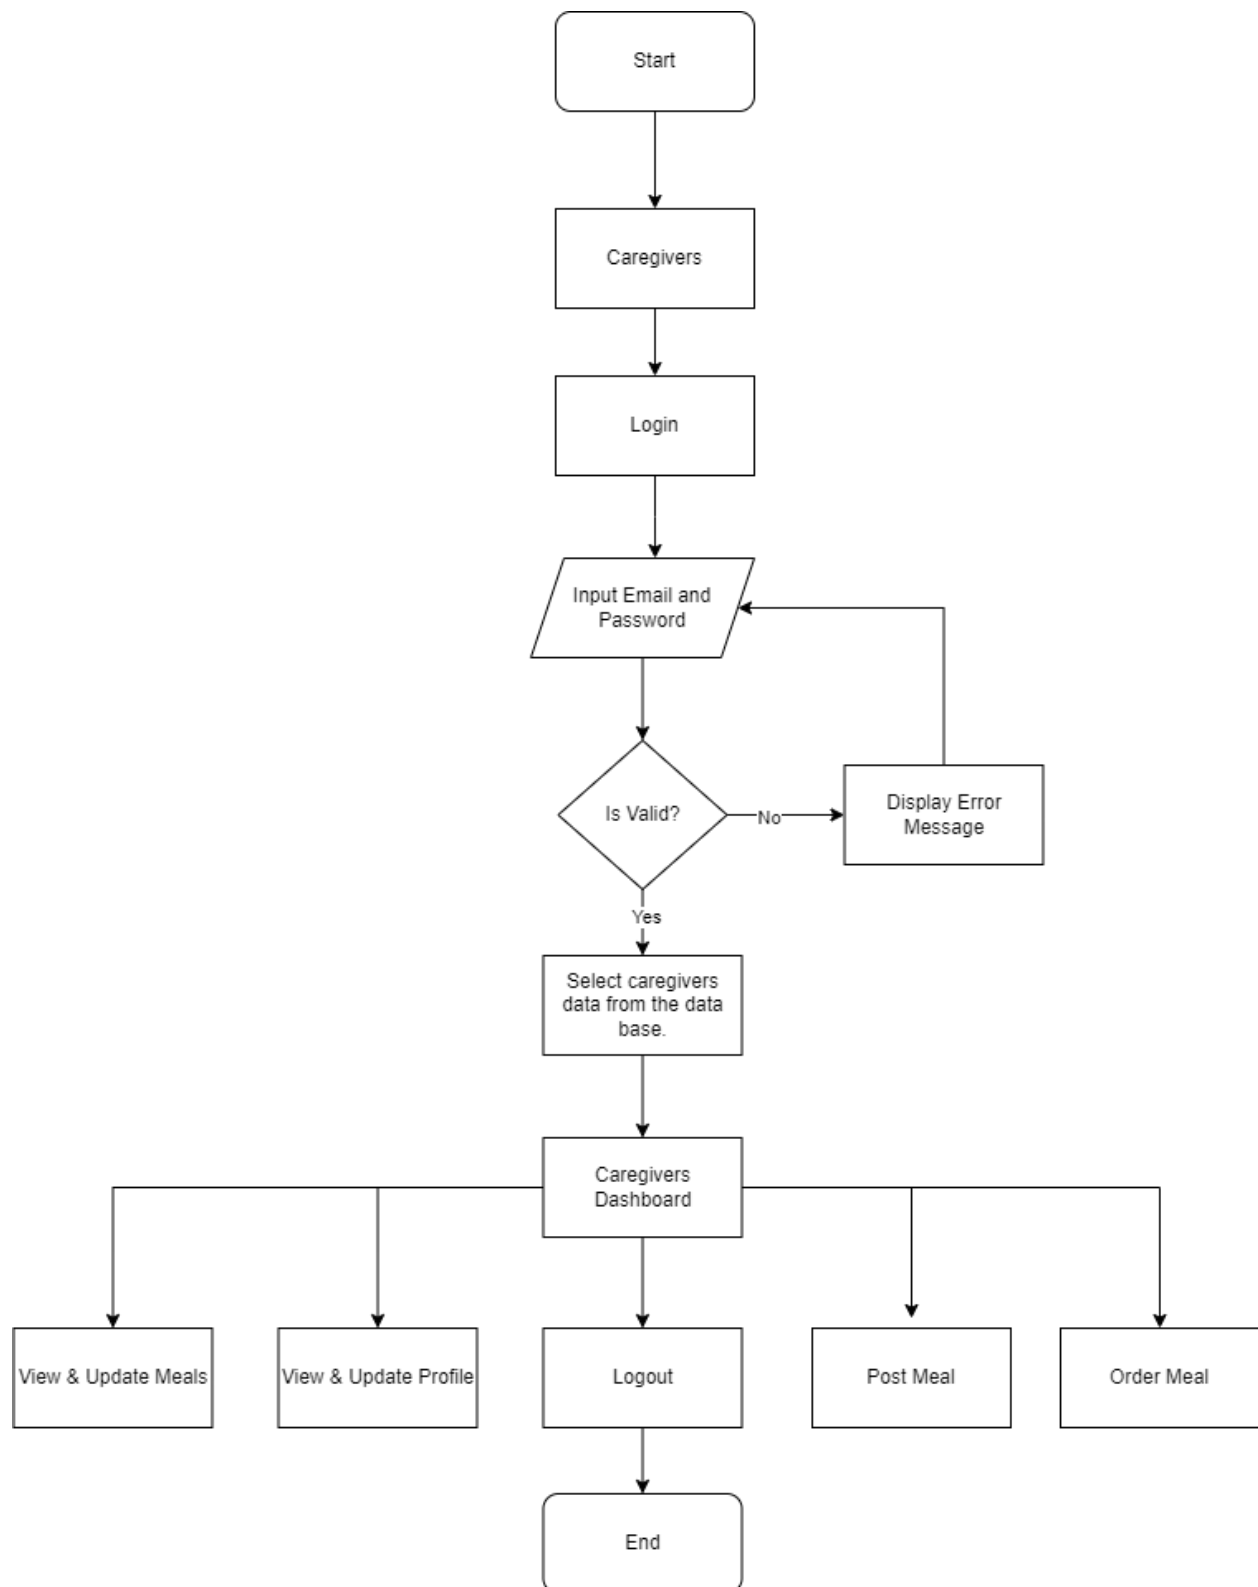 Start
Caregivers
Login
Input Email and
Password
Is Valid?
No
Display Error
Message
Yes
Select caregivers
data from the data
base.
Caregivers
Dashboard
View & Update Meals
View & Update Profile
Logout
Post Meal
Order Meal
End